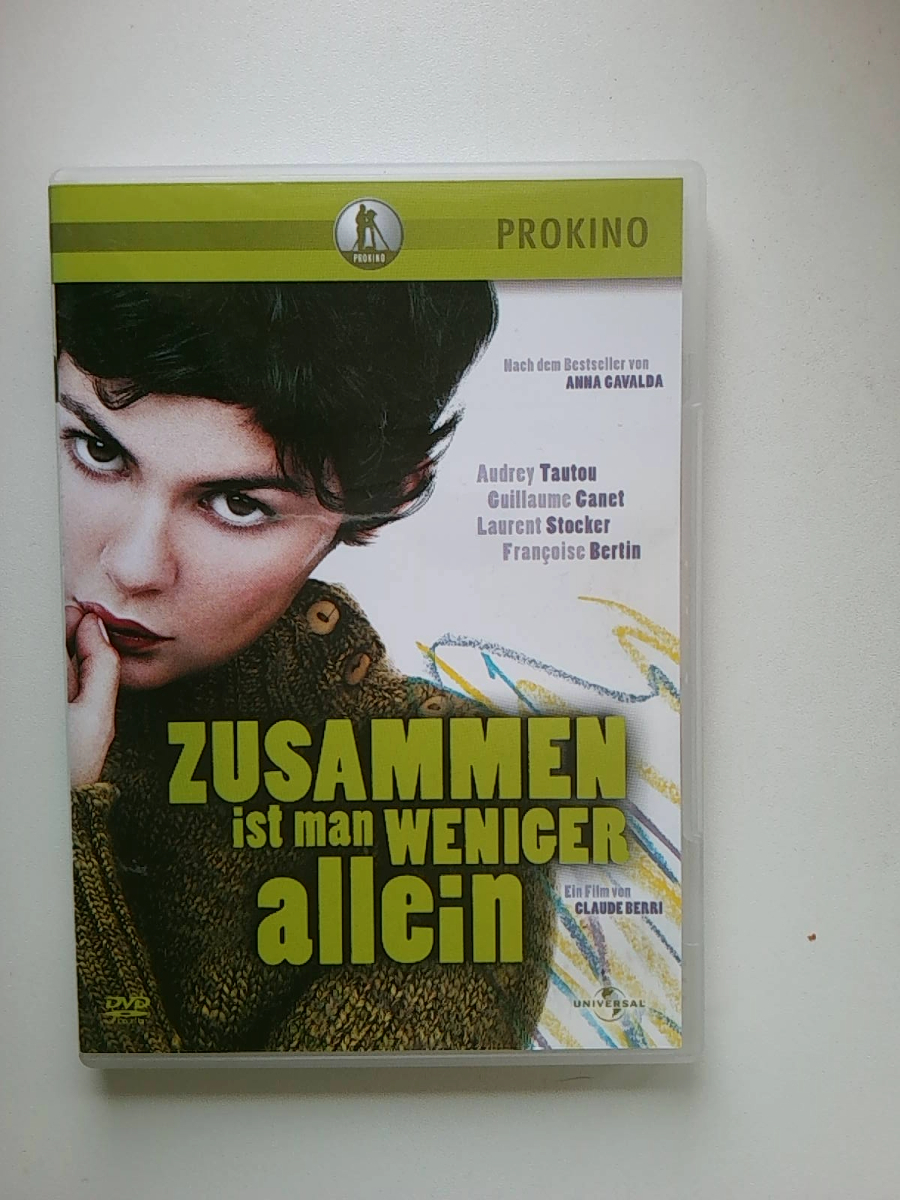 PROKINO
PROKINO
Nach dem Bestseller von
ANNA GAVALDA
Audrey Tautou
Guillaume Canet
Laurent Stocker
Françoise Bertin
ZUSAMMEN
ist man WENIGER
allein
Ein Film von
CLAUDE BERRI
DVD
UNIVERSAL